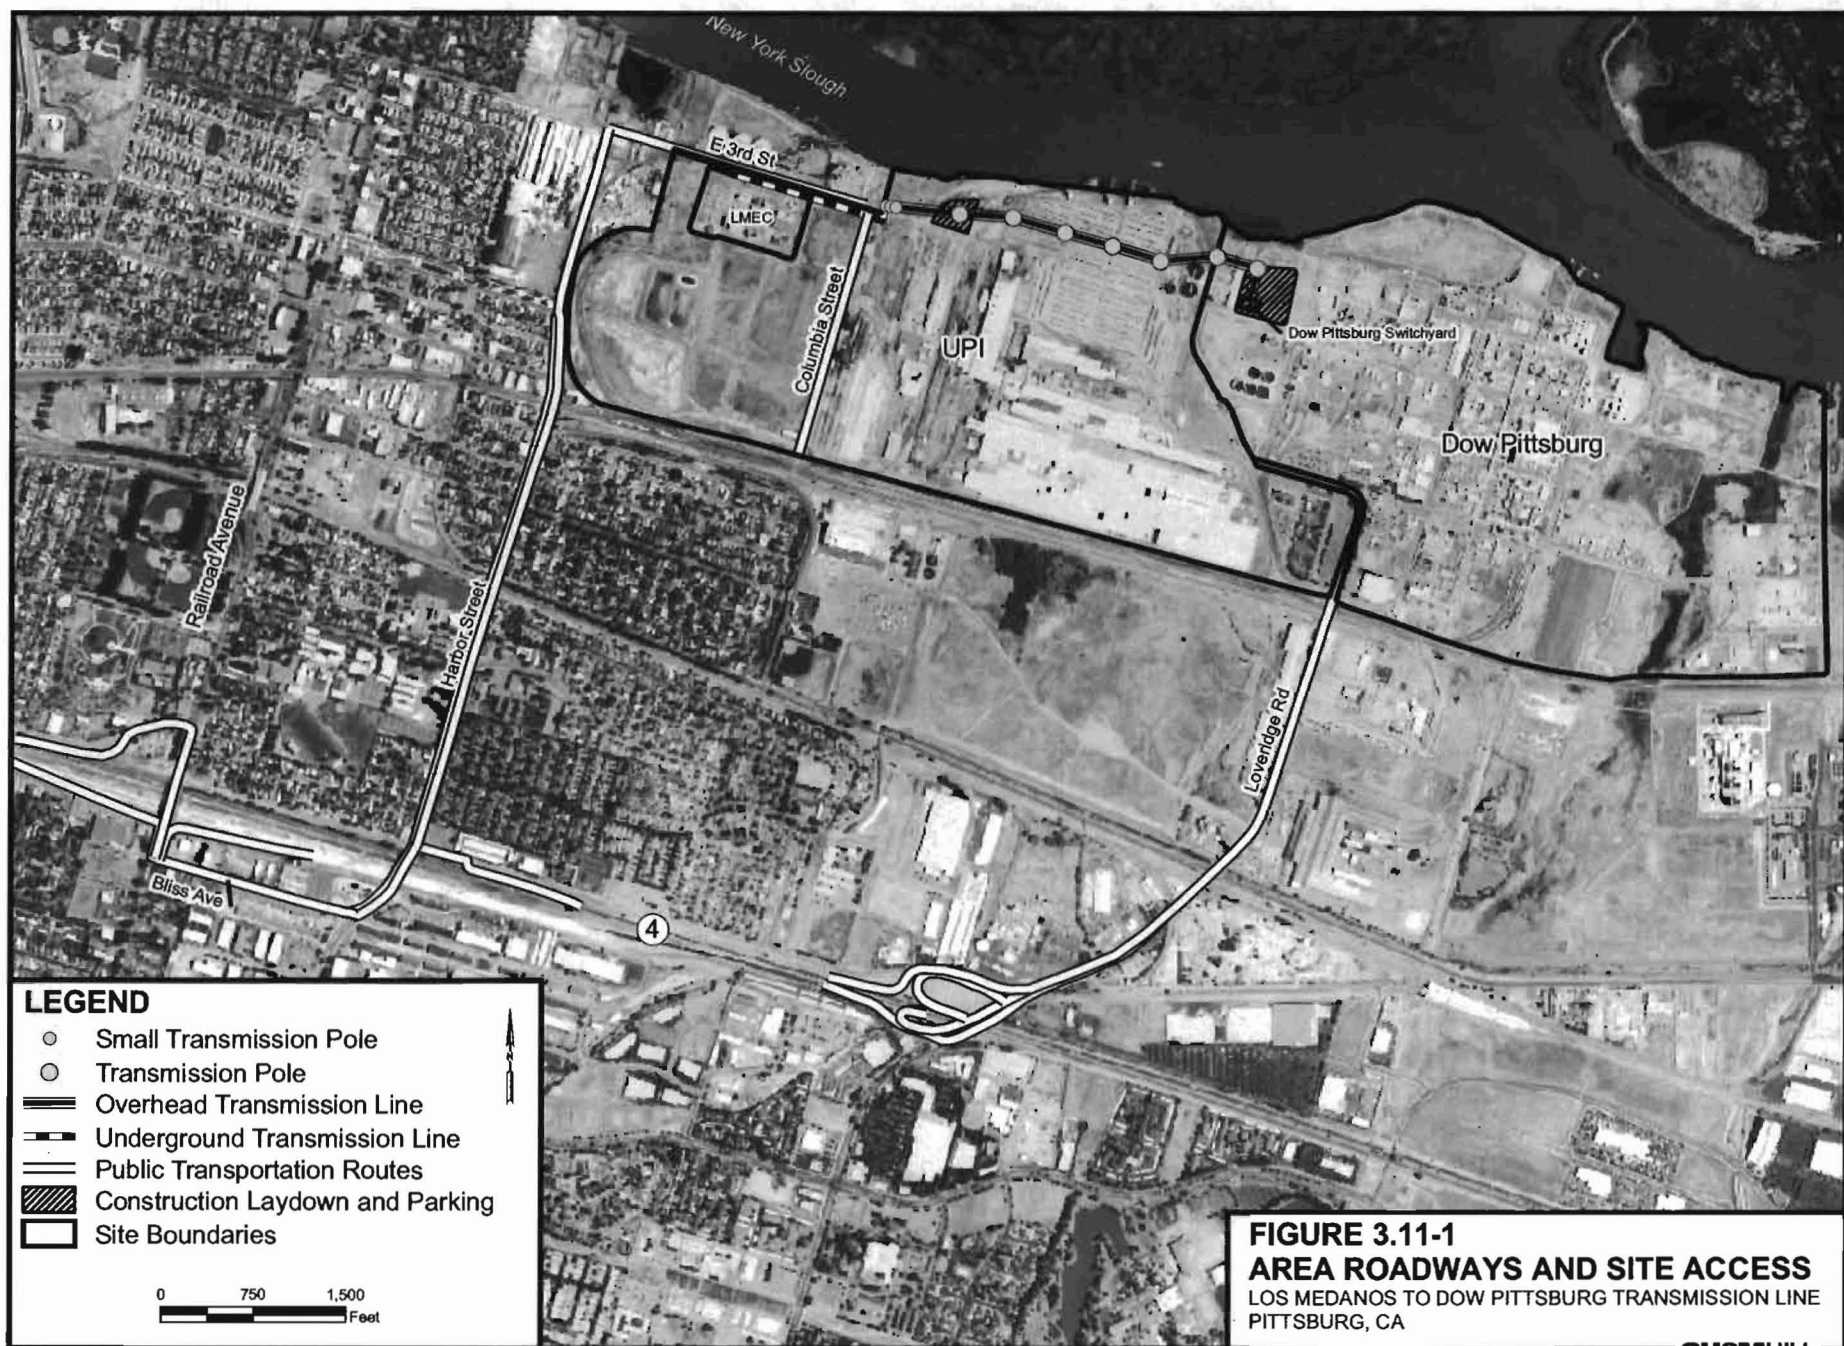 New York Slough
E 3rd St
LMEC
Columbia Street
UPI
Dow Pittsburg Switchyard
Dow Pittsburg
Railroad Avenue
Harbor Street
Loveridge Rd
Bliss Ave
4
LEGEND
Small Transmission Pole
Transmission Pole
Overhead Transmission Line
Underground Transmission Line
Public Transportation Routes
Construction Laydown and Parking
Site Boundaries
N
0 750 1,500
Feet
FIGURE 3.11-1
AREA ROADWAYS AND SITE ACCESS
LOS MEDANOS TO DOW PITTSBURG TRANSMISSION LINE
PITTSBURG, CA